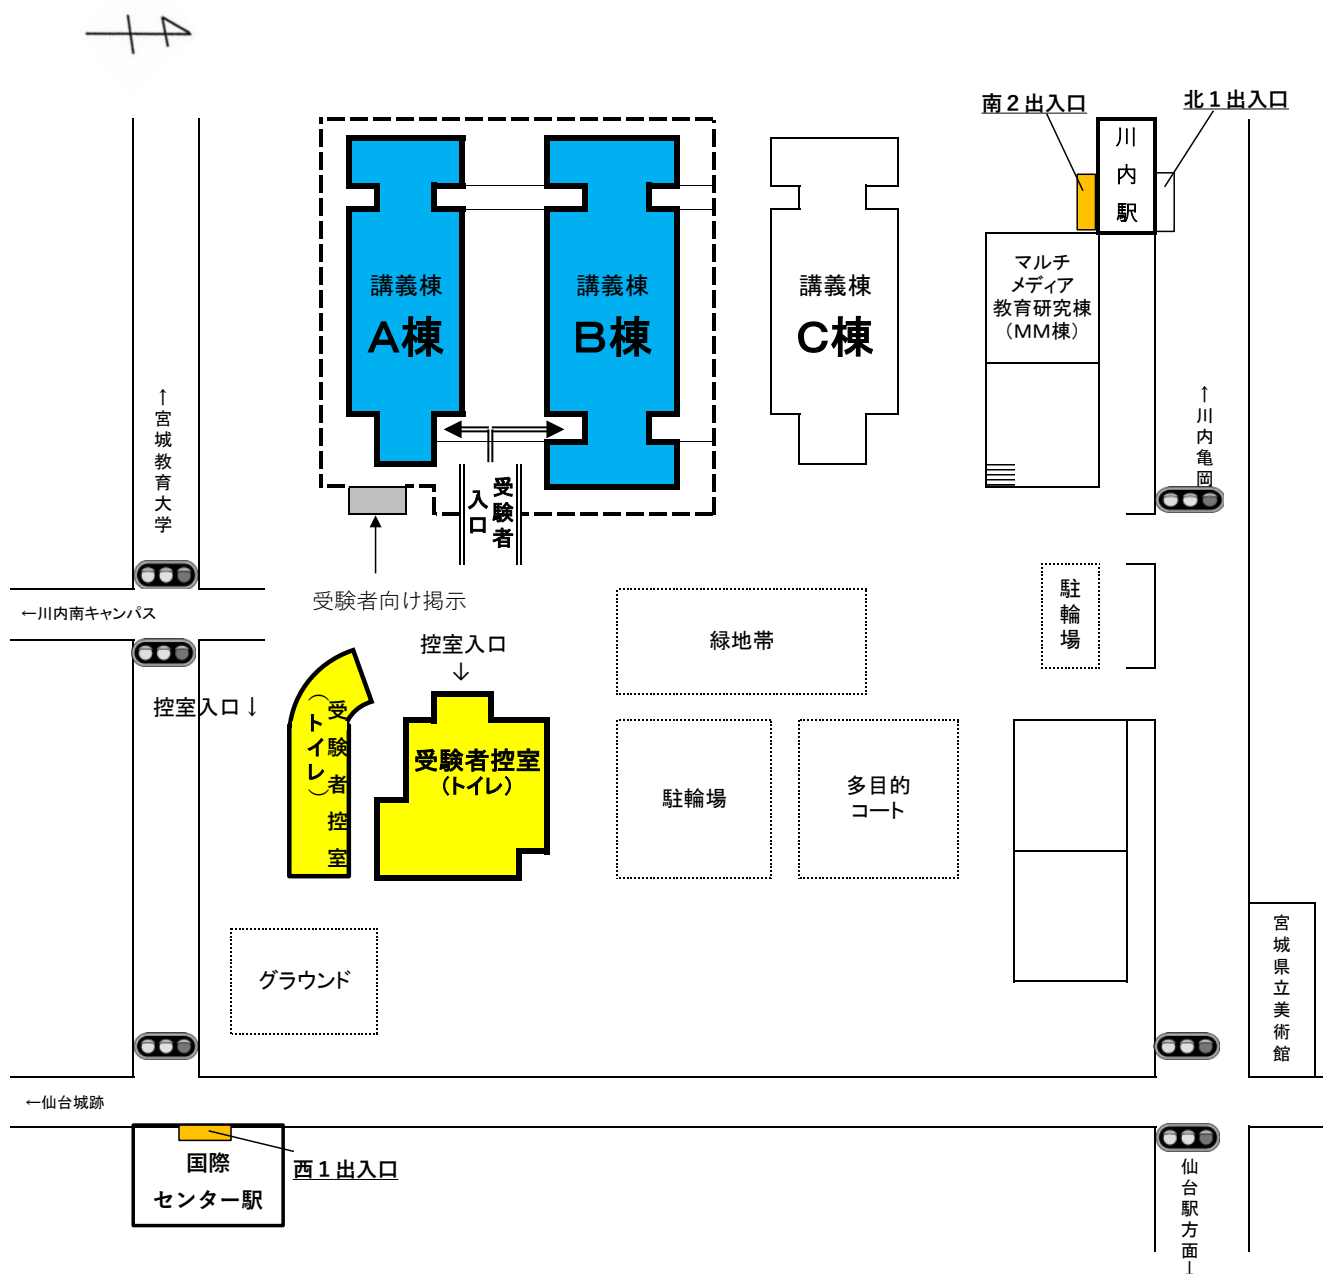 南２出入口
北１出入口
川内駅
講義棟
Ａ棟
講義棟
Ｂ棟
講義棟
Ｃ棟
マルチ
メディア
教育研究棟
（ＭＭ棟）
↑宮城教育大学
↑川内亀岡
受験者
入口
←川内南キャンパス
受験者向け掲示
駐輪場
緑地帯
控室入口
↓
控室入口↓
受験者控室
（トイレ）
受験者控室
（トイレ）
駐輪場
多目的
コート
グラウンド
宮城県立美術館
←仙台城跡
国際
センター駅
西１出入口
仙台駅方面↓